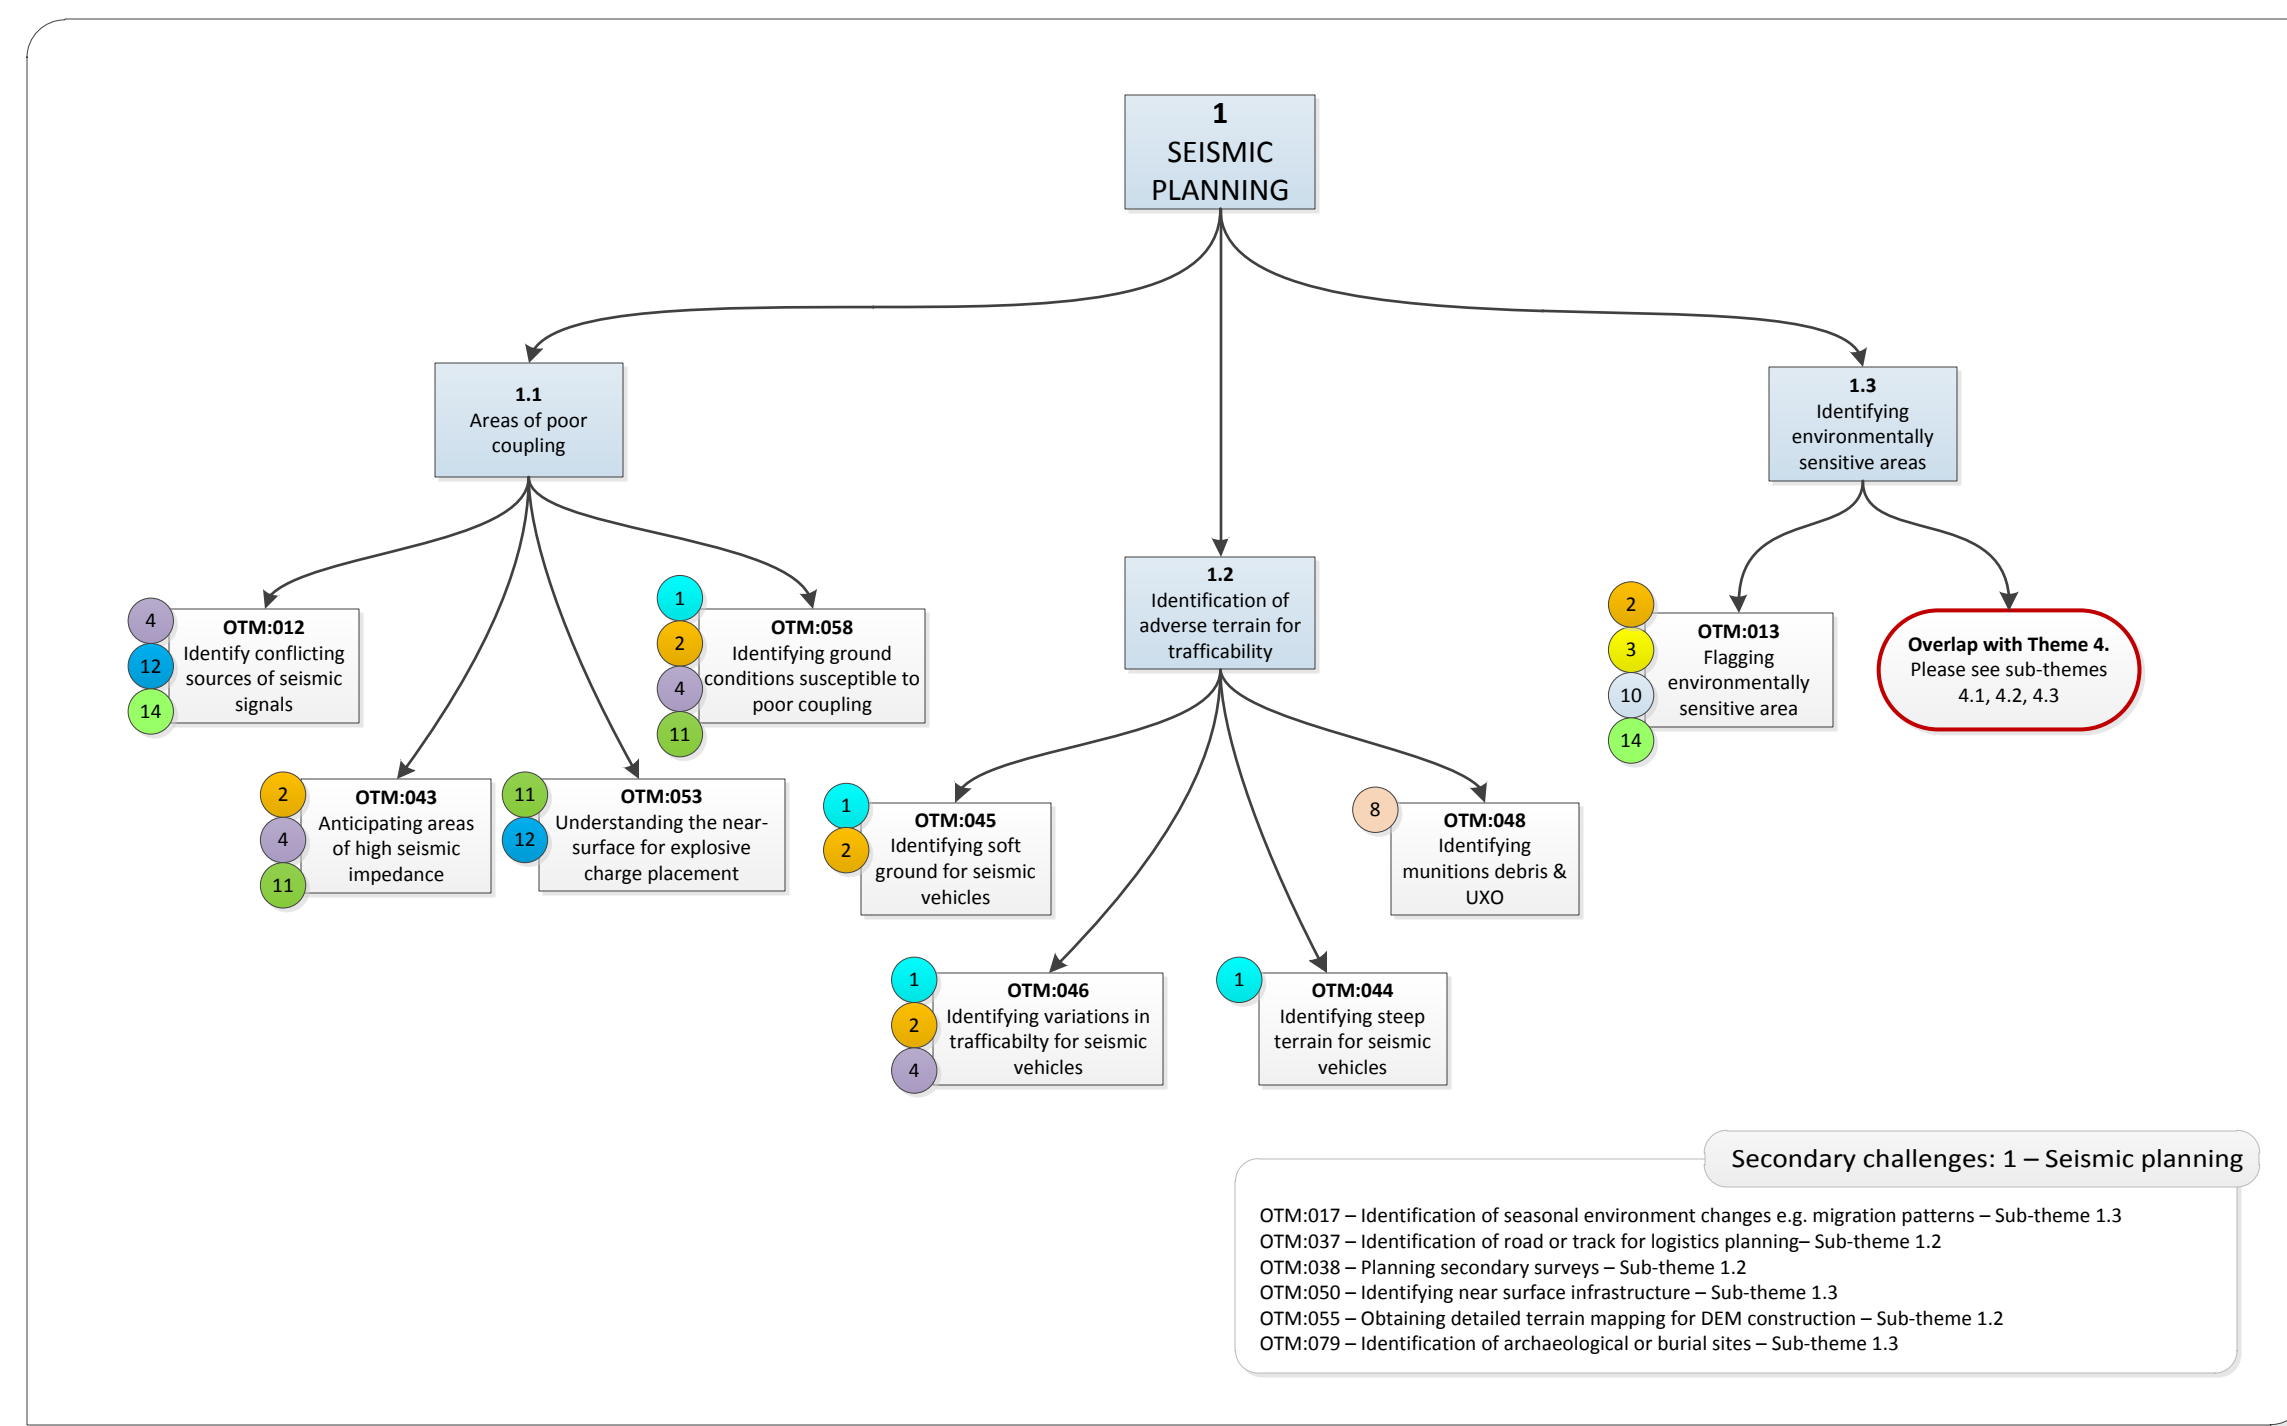 1
SEISMIC
PLANNING
1.1
Areas of poor
coupling
1.3
Identifying
environmentally
sensitive areas
1.2
Identification of
adverse terrain for
trafficability
4
12
14
OTM:012
Identify conflicting
sources of seismic
signals
1
2
4
11
OTM:058
Identifying ground
conditions susceptible to
poor coupling
2
3
10
14
OTM:013
Flagging
environmentally
sensitive area
Overlap with Theme 4.
Please see sub-themes
4.1, 4.2, 4.3
2
4
11
OTM:043
Anticipating areas
of high seismic
impedance
11
12
OTM:053
Understanding the near-
surface for explosive
charge placement
1
2
OTM:045
Identifying soft
ground for seismic
vehicles
8
OTM:048
Identifying
munitions debris &
UXO
1
2
4
OTM:046
Identifying variations in
trafficabilty for seismic
vehicles
1
OTM:044
Identifying steep
terrain for seismic
vehicles
Secondary challenges: 1 – Seismic planning
OTM:017 – Identification of seasonal environment changes e.g. migration patterns – Sub-theme 1.3
OTM:037 – Identification of road or track for logistics planning– Sub-theme 1.2
OTM:038 – Planning secondary surveys – Sub-theme 1.2
OTM:050 – Identifying near surface infrastructure – Sub-theme 1.3
OTM:055 – Obtaining detailed terrain mapping for DEM construction – Sub-theme 1.2
OTM:079 – Identification of archaeological or burial sites – Sub-theme 1.3